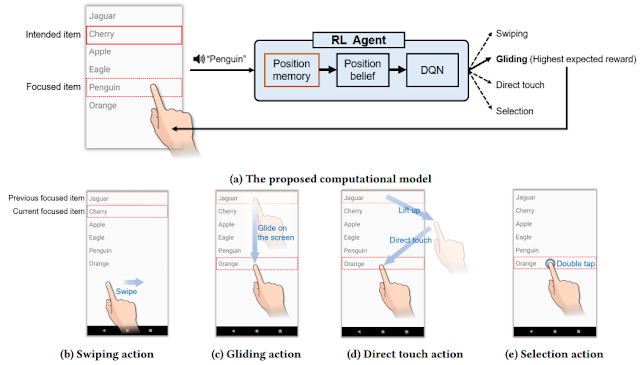 Jaguar
Intended item
Cherry
Apple
Eagle
Focused item
Penguin
Orange
"Penguin"
RL Agent
Position memory
Position belief
DQN
Swiping
Gliding (Highest expected reward)
Direct touch
Selection
(a) The proposed computational model
Previous focused item
Jaguar
Current focused item
Cherry
Apple
Eagle
Penguin
Orange
Swipe
(b) Swiping action
Jaguar
Cherry
Apple
Eagle
Penguin
Orange
Glide on
the screen
(c) Gliding action
Jaguar
Cherry
Apple
Eagle
Penguin
Orange
Lift up
Direct touch
(d) Direct touch action
Jaguar
Cherry
Apple
Eagle
Penguin
Orange
Double tap
(e) Selection action